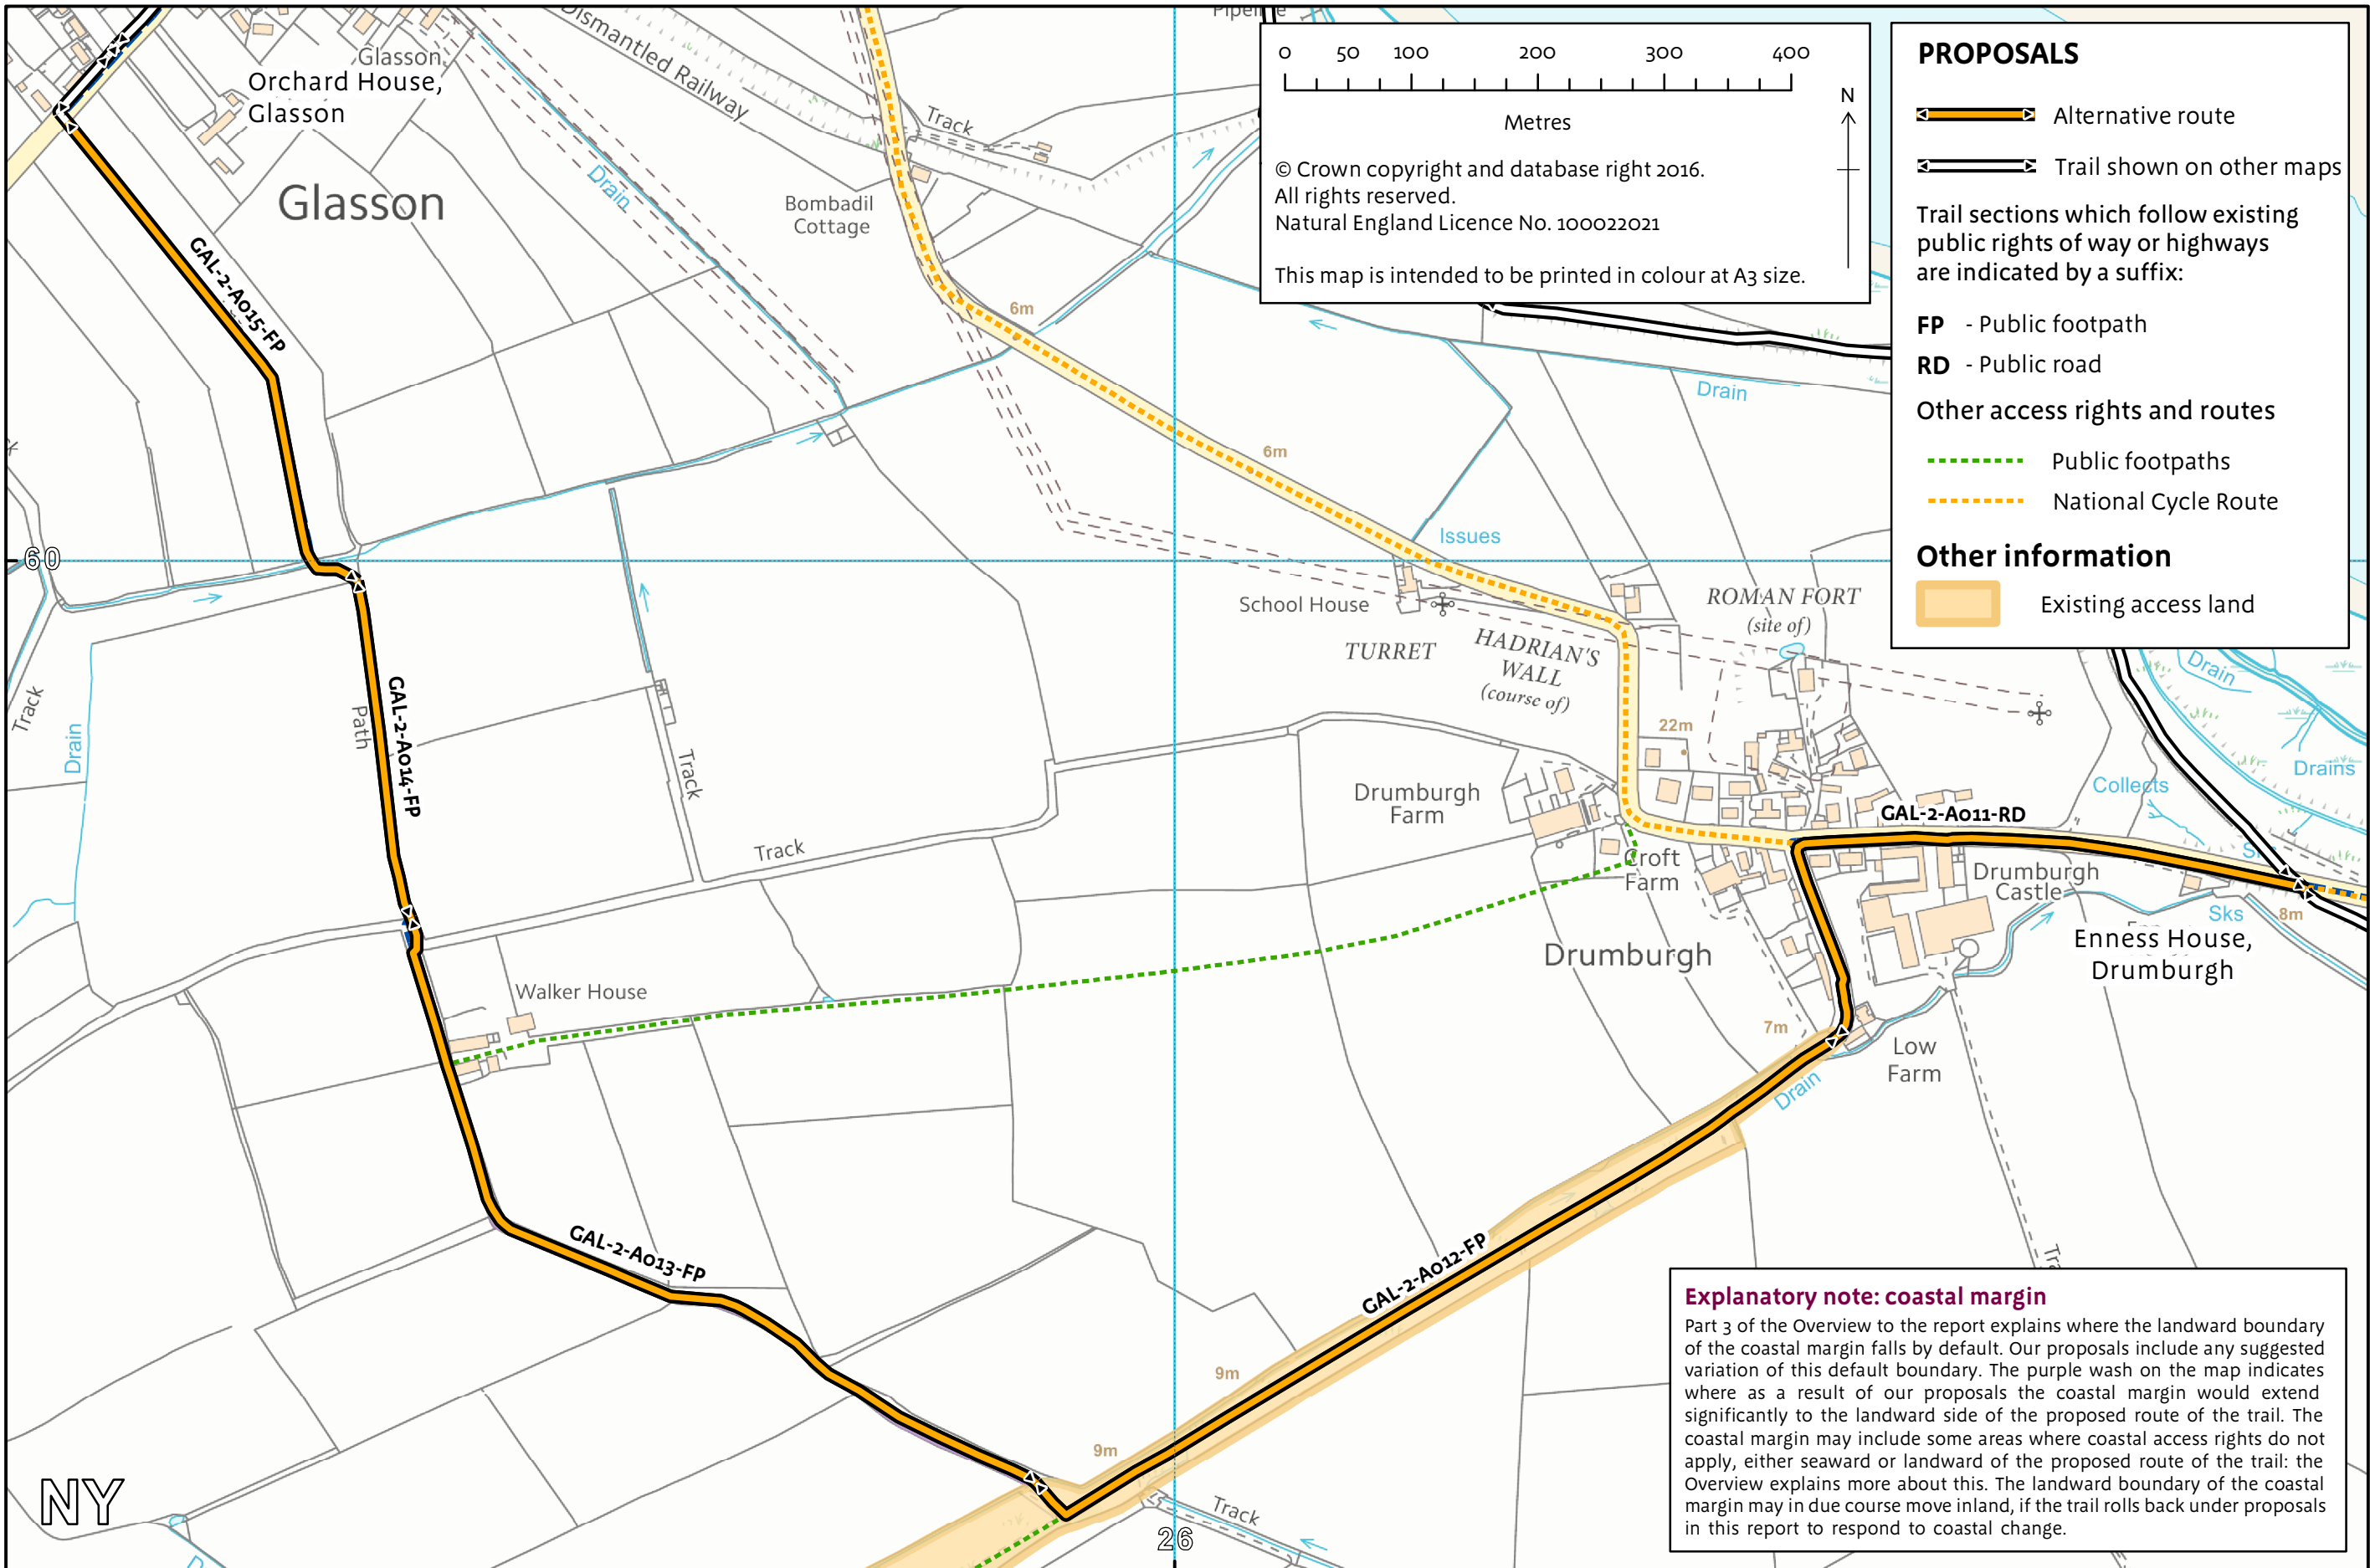 Pipeline
0 50 100 200 300 400
Metres
© Crown copyright and database right 2016.
All rights reserved.
Natural England Licence No. 100022021
This map is intended to be printed in colour at A3 size.
N
PROPOSALS
Alternative route
Trail shown on other maps
Trail sections which follow existing
public rights of way or highways
are indicated by a suffix:
FP - Public footpath
RD - Public road
Other access rights and routes
Public footpaths
National Cycle Route
Other information
Existing access land
Glasson
Orchard House,
Glasson
Glasson
Dismantled Railway
Track
Drain
Bombadil
Cottage
GAL-2-A015-FP
6m
6m
Drain
Issues
60
School House
TURRET
HADRIAN'S
WALL
(course of)
ROMAN FORT
(site of)
22m
Drain
Drains
Collects
Track
Drain
Path
GAL-2-A014-FP
Track
Track
Drumburgh
Farm
Croft
Farm
GAL-2-A011-RD
Drumburgh
Castle
Sks
8m
Enness House,
Drumburgh
Drumburgh
Walker House
7m
Low
Farm
Drain
GAL-2-A013-FP
GAL-2-A012-FP
9m
9m
Track
NY
26
Explanatory note: coastal margin
Part 3 of the Overview to the report explains where the landward boundary
of the coastal margin falls by default. Our proposals include any suggested
variation of this default boundary. The purple wash on the map indicates
where as a result of our proposals the coastal margin would extend
significantly to the landward side of the proposed route of the trail. The
coastal margin may include some areas where coastal access rights do not
apply, either seaward or landward of the proposed route of the trail: the
Overview explains more about this. The landward boundary of the coastal
margin may in due course move inland, if the trail rolls back under proposals
in this report to respond to coastal change.